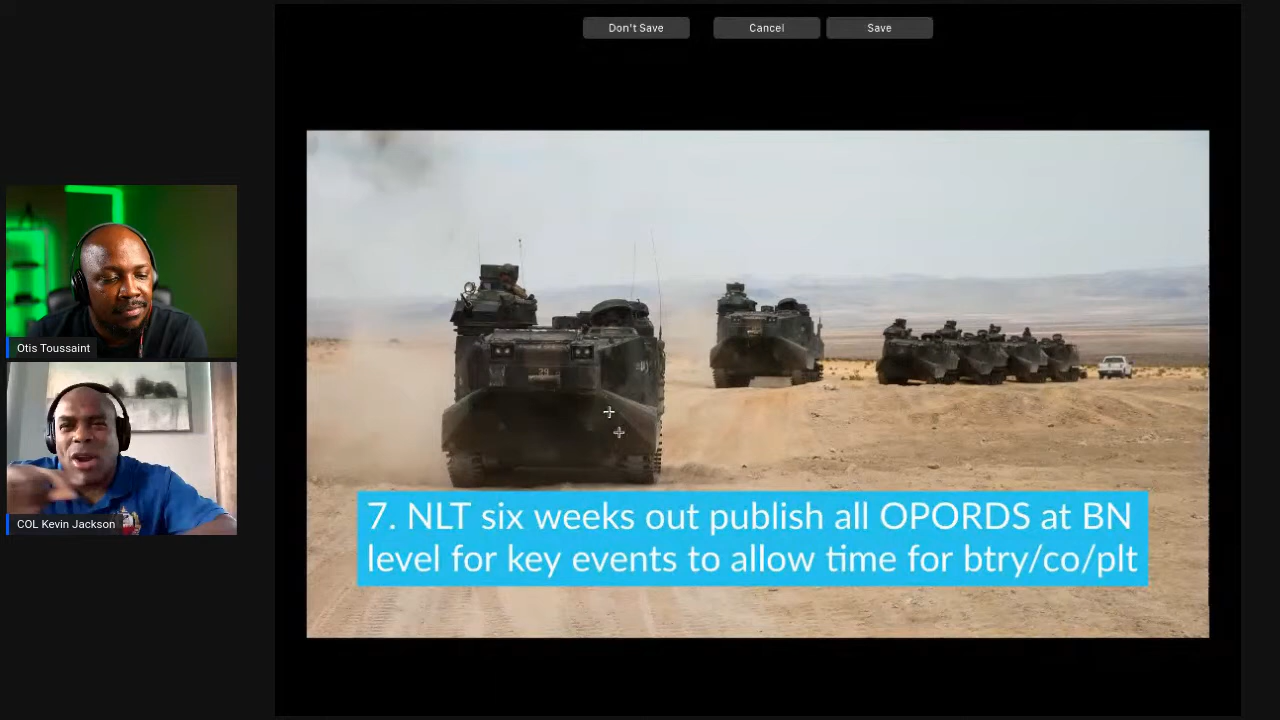 Don't Save
Cancel
Save
Otis Toussaint
COL Kevin Jackson
7. NLT six weeks out publish all OPORDS at BN
level for key events to allow time for btry/co/plt